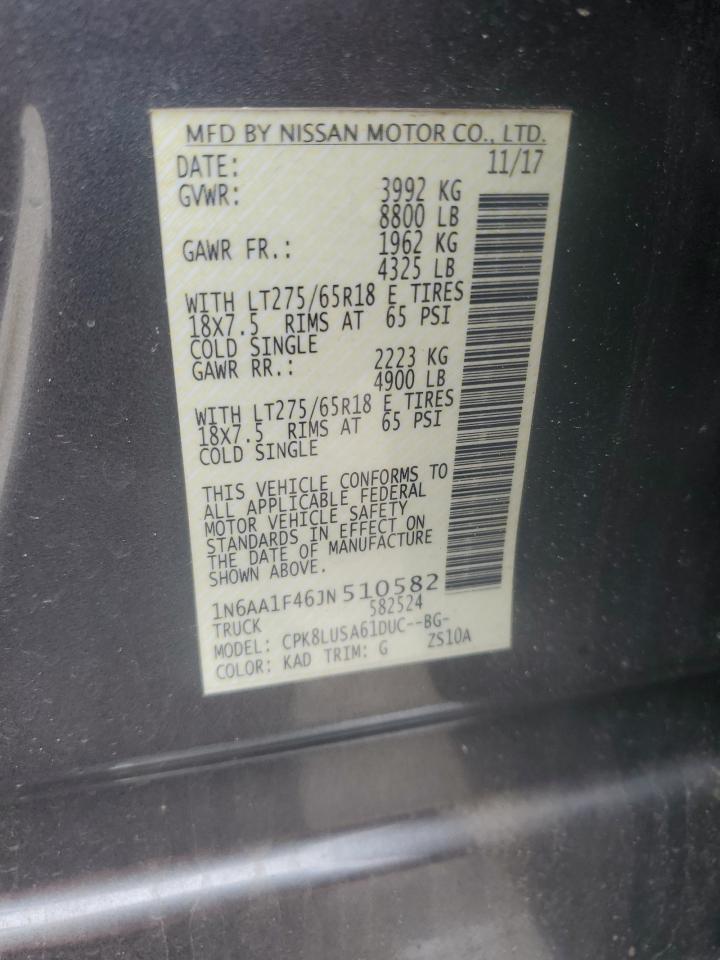 MFD BY NISSAN MOTOR CO., LTD.
DATE: 11/17
GVWR: 3992 KG
8800 LB
GAWR FR.: 1962 KG
4325 LB
WITH LT275/65R18 E TIRES
18X7.5 RIMS AT 65 PSI
COLD SINGLE
GAWR RR.: 2223 KG
4900 LB
WITH LT275/65R18 E TIRES
18X7.5 RIMS AT 65 PSI
COLD SINGLE
THIS VEHICLE CONFORMS TO
ALL APPLICABLE FEDERAL
MOTOR VEHICLE SAFETY
STANDARDS IN EFFECT ON
THE DATE OF MANUFACTURE
SHOWN ABOVE.
1N6AA1F46JN510582
TRUCK 582524
MODEL: CPK8LUSA61DUC--BG-
COLOR: KAD TRIM: G ZS10A